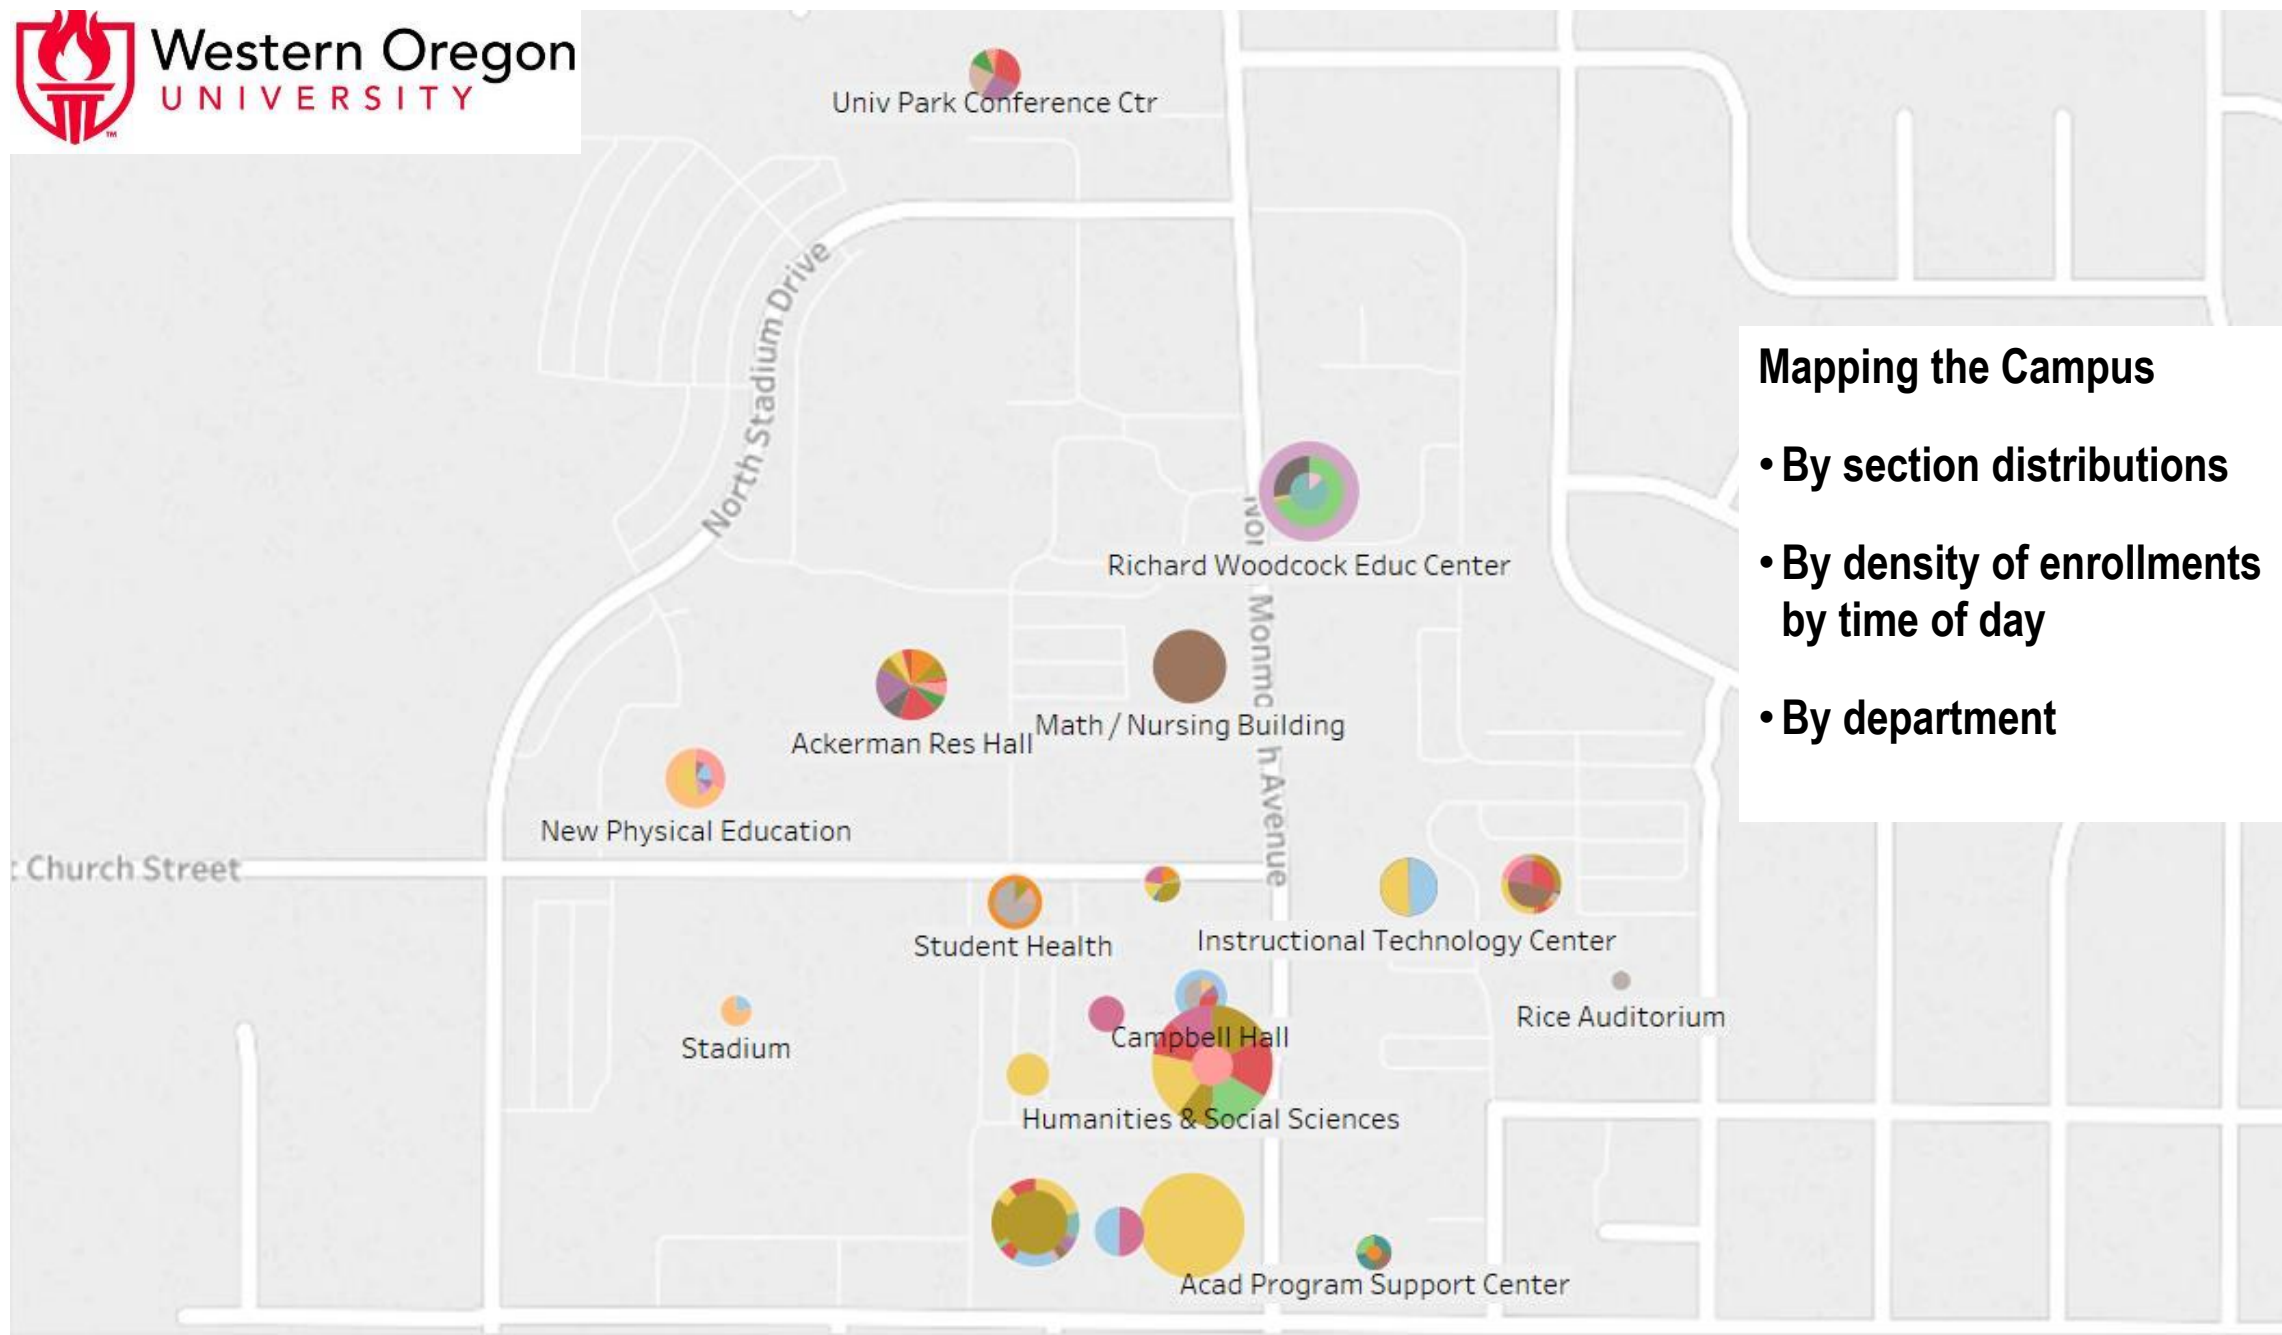 Western Oregon
UNIVERSITY
TM
Univ Park Conference Ctr
North Stadium Drive
Mapping the Campus
• By section distributions
• By density of enrollments
by time of day
• By department
Richard Woodcock Educ Center
Monmo
h Avenue
Math / Nursing Building
Ackerman Res Hall
New Physical Education
Church Street
Student Health
Instructional Technology Center
Rice Auditorium
Campbell Hall
Stadium
Humanities & Social Sciences
Acad Program Support Center